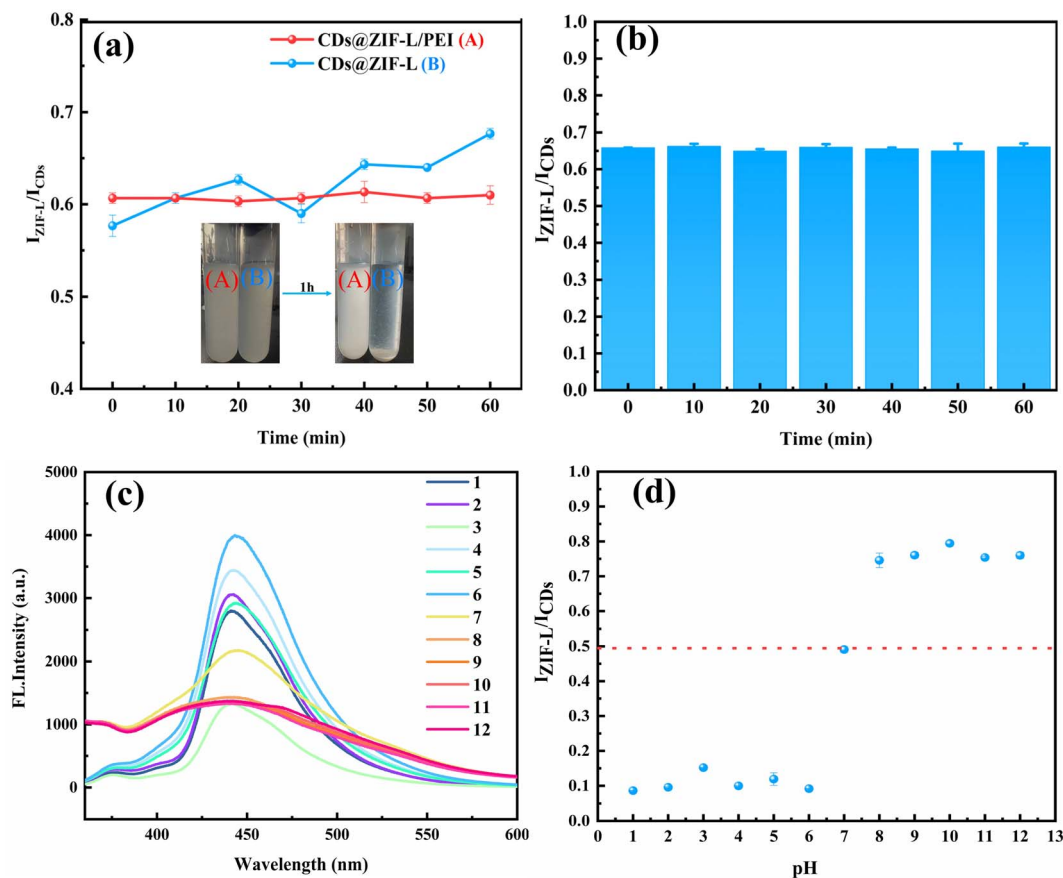 (a)
CDs@ZIF-L/PEI (A)
CDs@ZIF-L (B)
0.8
0.7
0.6
0.5
0.4
I_ZIF-L/I_CDs
(A) (B)
1h
(A) (B)
0 10 20 30 40 50 60
Time (min)
(b)
1.0
0.9
0.8
0.7
0.6
0.5
0.4
0.3
0.2
0.1
0.0
I_ZIF-L/I_CDs
0 10 20 30 40 50 60
Time (min)
(c)
5000
4000
3000
2000
1000
0
FL.Intensity (a.u.)
1
2
3
4
5
6
7
8
9
10
11
12
400 450 500 550 600
Wavelength (nm)
(d)
1.0
0.9
0.8
0.7
0.6
0.5
0.4
0.3
0.2
0.1
0.0
I_ZIF-L/I_CDs
0 1 2 3 4 5 6 7 8 9 10 11 12 13
pH